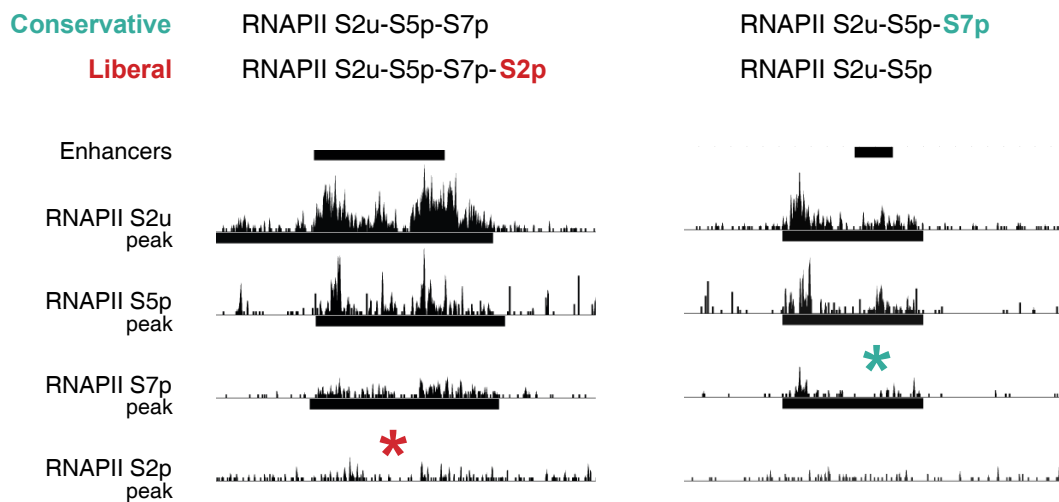 Conservative RNAPII S2u-S5p-S7p RNAPII S2u-S5p-S7p
Liberal RNAPII S2u-S5p-S7p-S2p RNAPII S2u-S5p
Enhancers
RNAPII S2u
peak
RNAPII S5p
peak
*
RNAPII S7p
peak
*
RNAPII S2p
peak